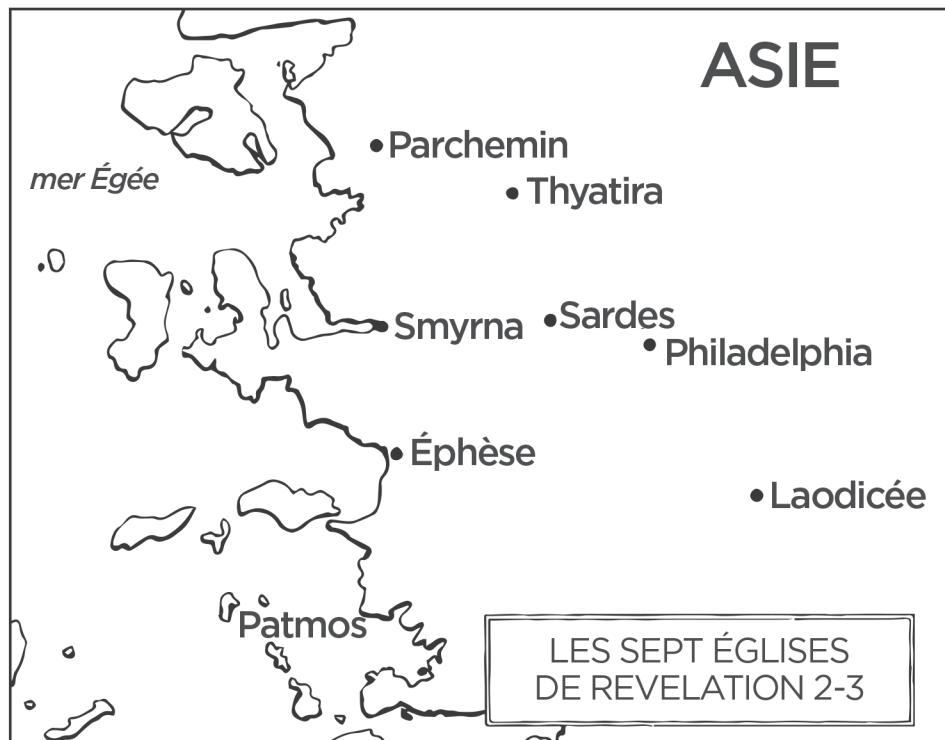 ASIE
Parchemin
mer Égée
Thyatira
Smyrna
Sardes
Philadelphia
Éphèse
Laodicée
Patmos
LES SEPT ÉGLISES
DE REVELATION 2-3